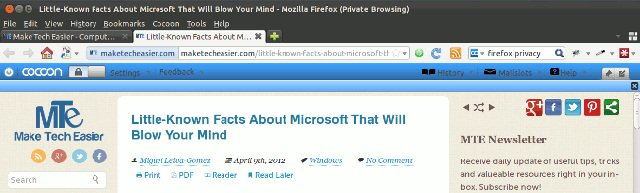 Little-Known Facts About Microsoft That Will Blow Your Mind - Mozilla Firefox (Private Browsing)
File Edit View History Bookmarks Cocoon Tools Help
Make Tech Easier - Comput...
Little-Known Facts About M...
maketecheasier.com maketecheasier.com/little-known-facts-about-microsoft-th
firefox privacy
cocoon Settings Feedback History Mailslots Help
MTE
Make Tech Easier
Search
Little-Known Facts About Microsoft That Will
Blow Your Mind
Miguel Leiva-Gomez April 9th, 2012 Windows No Comment
Print PDF Reader Read Later
MTE Newsletter
Receive daily update of useful tips, tricks
and valueable resources right in your in-
box. Subscribe now!